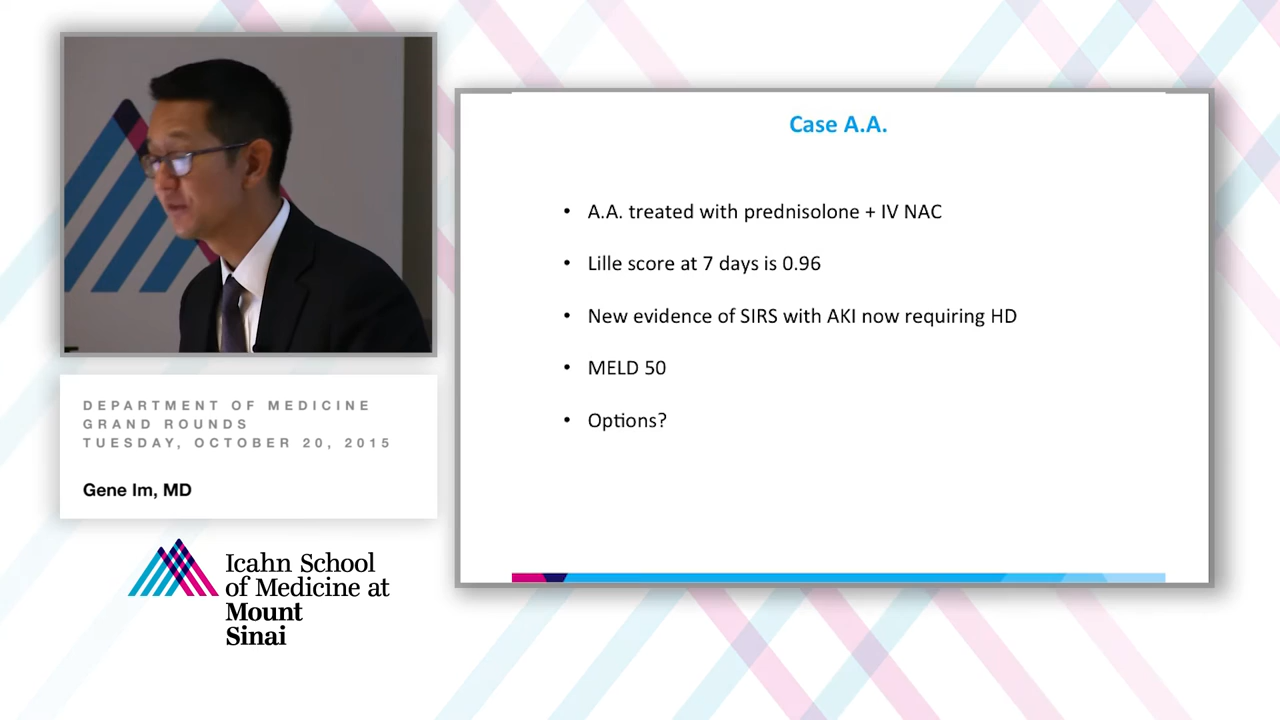 DEPARTMENT OF MEDICINE
GRAND ROUNDS
TUESDAY, OCTOBER 20, 2015
Gene Im, MD
Icahn School
of Medicine at
Mount
Sinai
Case A.A.
• A.A. treated with prednisolone + IV NAC
• Lille score at 7 days is 0.96
• New evidence of SIRS with AKI now requiring HD
• MELD 50
• Options?